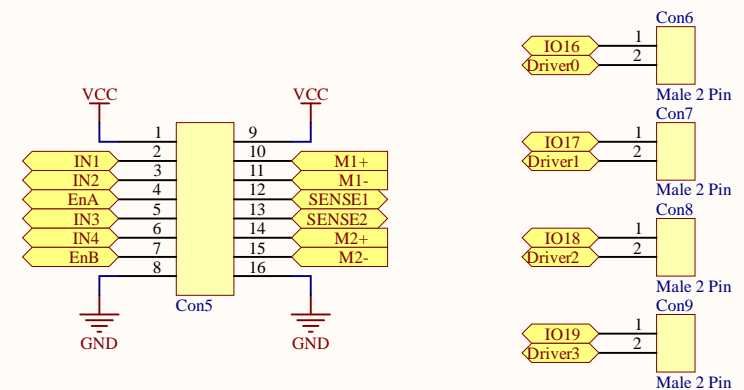 VCC VCC
1 9
IN1 2 10 M1+
IN2 3 11 M1-
EnA 4 12 SENSE1
IN3 5 13 SENSE2
IN4 6 14 M2+
EnB 7 15 M2-
8 16
Con5
GND GND
Con6
IO16 1
Driver0 2
Male 2 Pin
Con7
IO17 1
Driver1 2
Male 2 Pin
Con8
IO18 1
Driver2 2
Male 2 Pin
Con9
IO19 1
Driver3 2
Male 2 Pin